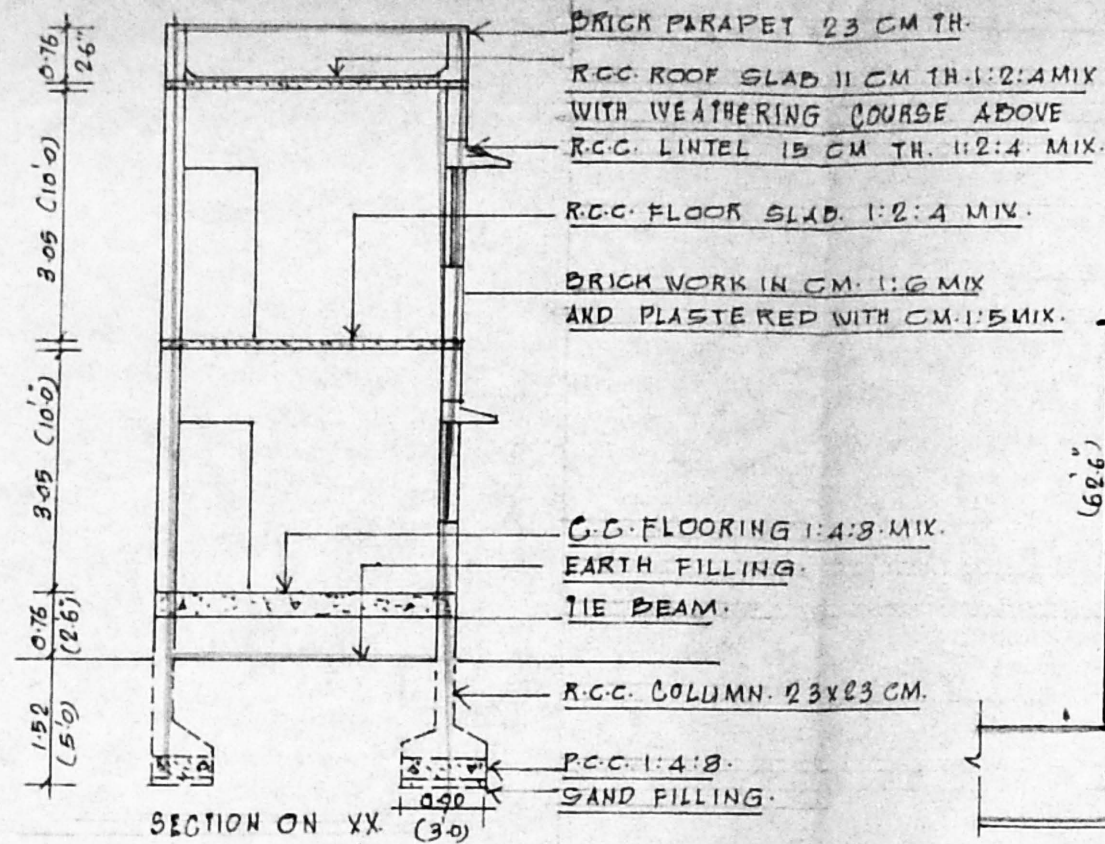 BRICK PARAPET 23 CM TH.
R.C.C. ROOF SLAB 11 CM TH. 1:2:4 MIX
WITH WEATHERING COURSE ABOVE
R.C.C. LINTEL 15 CM TH. 1:2:4. MIX.
R.C.C. FLOOR SLAB. 1:2:4 MIX.
BRICK WORK IN CM. 1:6 MIX
AND PLASTERED WITH CM. 1:5 MIX.
C.C. FLOORING 1:4:8 MIX.
EARTH FILLING.
TIE BEAM.
R.C.C. COLUMN. 23X23 CM.
P.C.C. 1:4:8.
SAND FILLING.
0.76
2'6"
3.05 (10'0)
3.05 (10'0)
0.76
(2'6")
1.52
(5'0)
0.90
(3'0)
SECTION ON XX
(62'6"